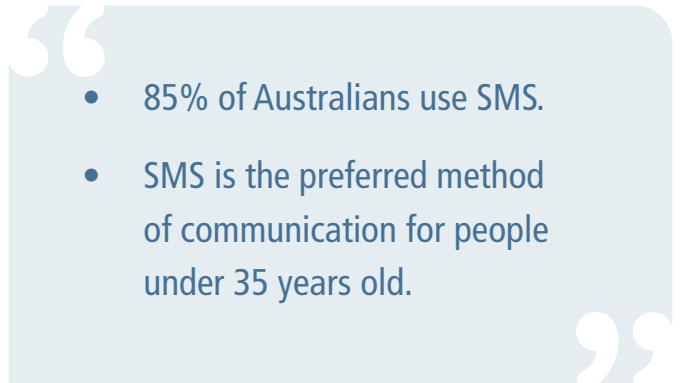 • 85% of Australians use SMS.
• SMS is the preferred method
of communication for people
under 35 years old.